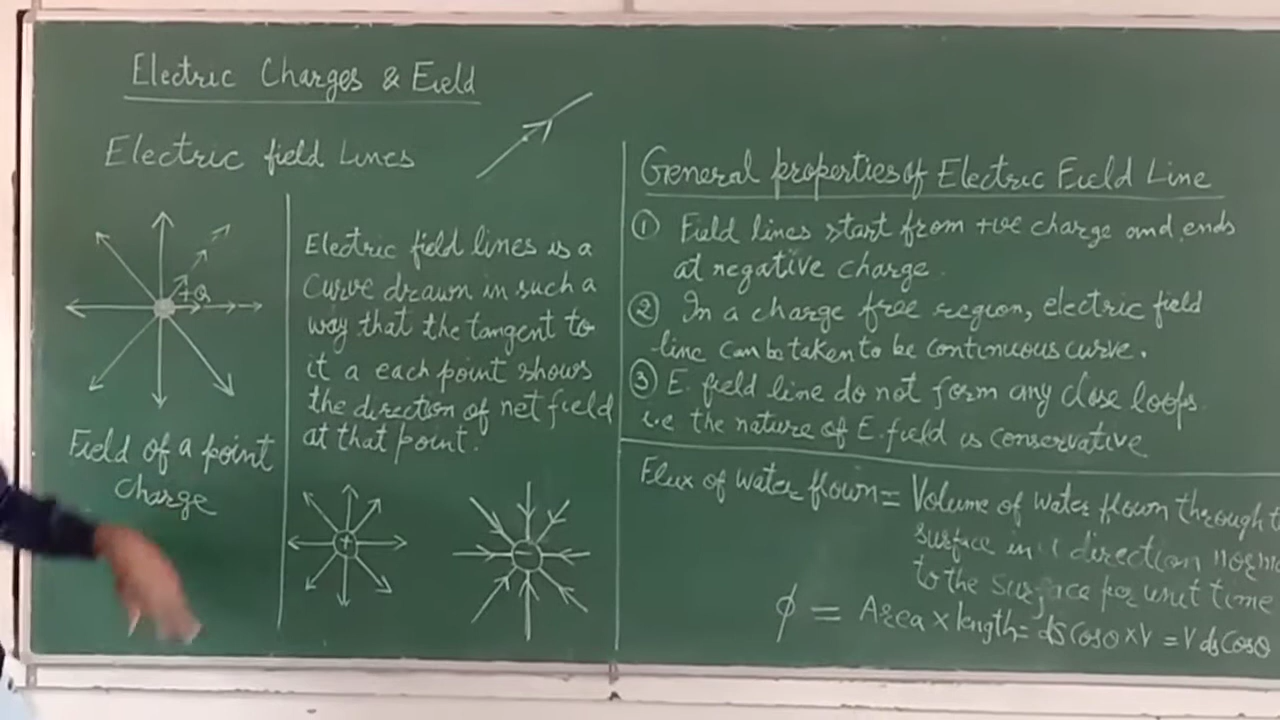 Electric Charges & Field
Electric field Lines
+Q
Field of a point
charge
Electric field lines is a
curve drawn in such a
way that the tangent to
it a each point shows
the direction of net field
at that point.
+
−
General properties of Electric Field Line
① Field lines start from +ve charge and ends
at negative charge.
② In a charge free region, electric field
line can be taken to be continuous curve.
③ E. field line do not form any close loops.
i.e the nature of E. field is conservative
Flux of water flown = Volume of water flown through
surface in direction
to the surface per unit time
ϕ = Area × length = ds Cosθ × V = V ds Cosθ